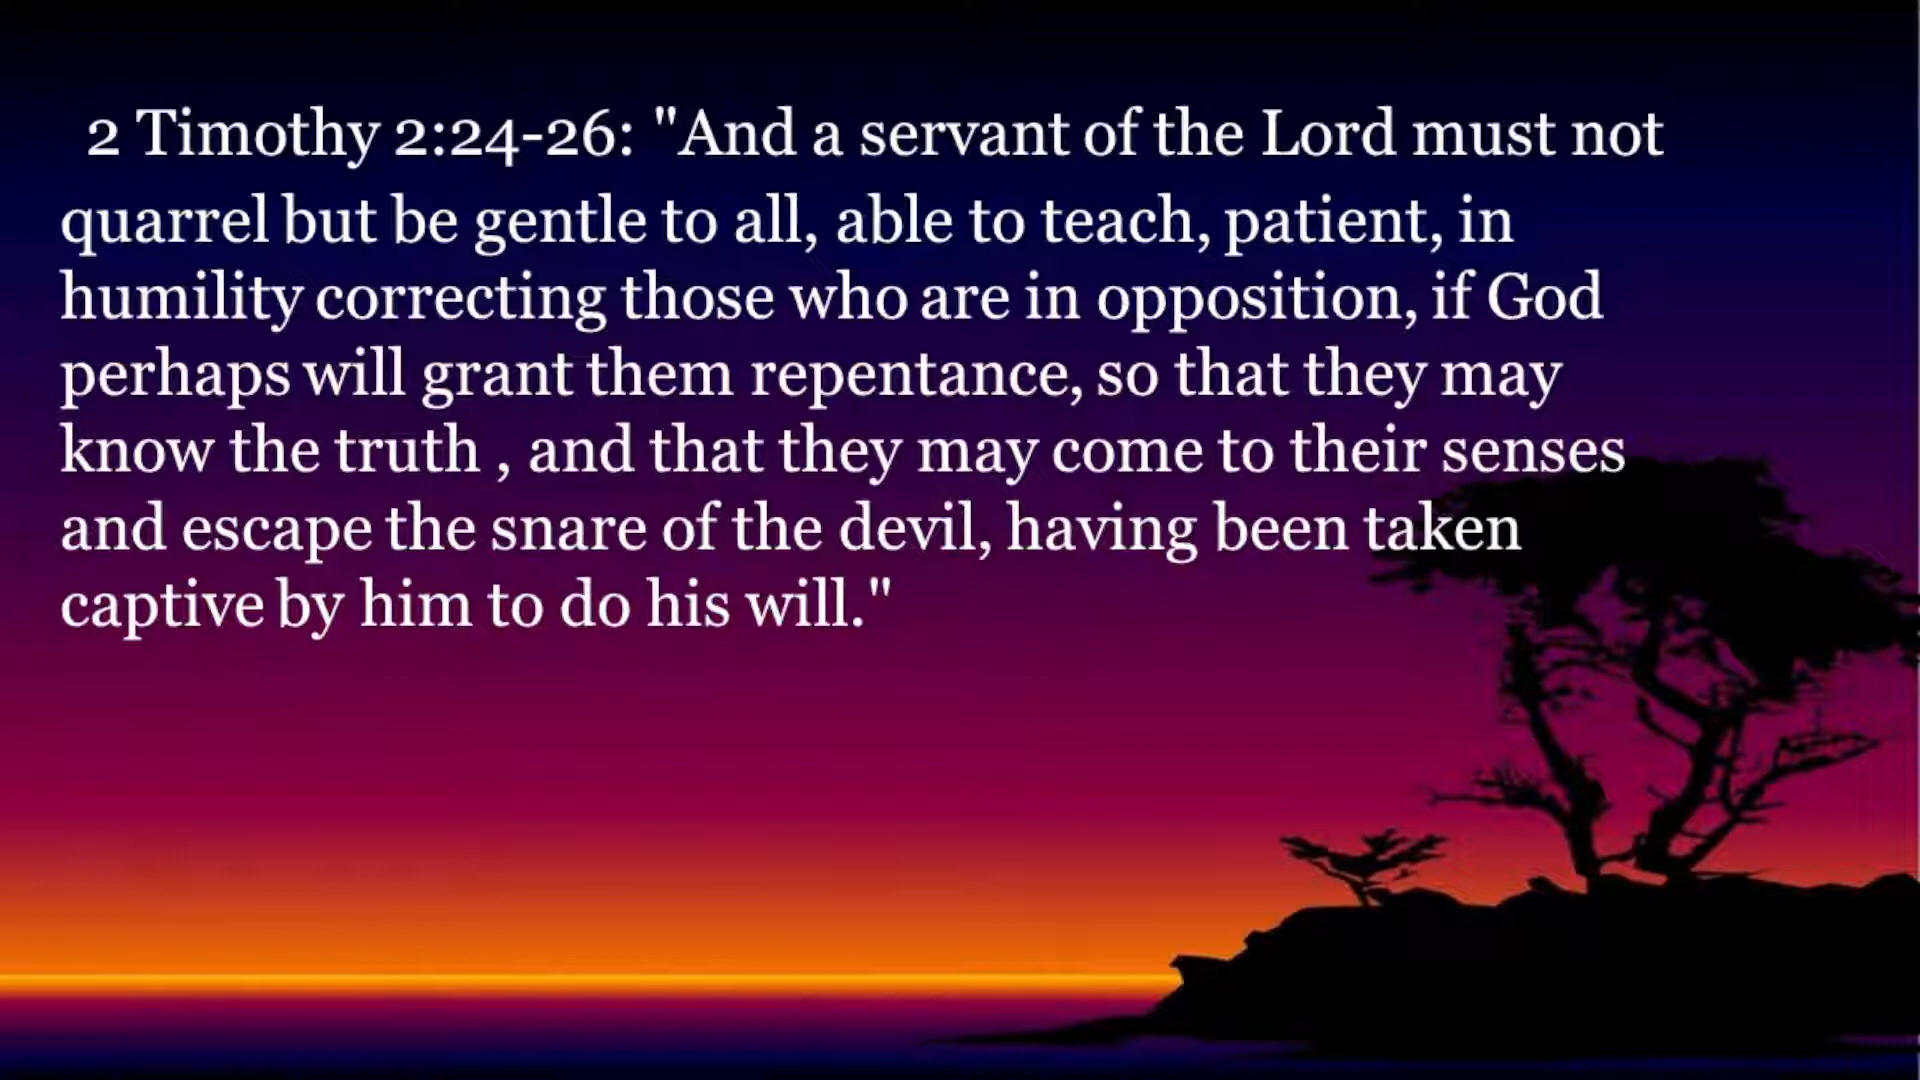 2 Timothy 2:24-26: "And a servant of the Lord must not
quarrel but be gentle to all, able to teach, patient, in
humility correcting those who are in opposition, if God
perhaps will grant them repentance, so that they may
know the truth , and that they may come to their senses
and escape the snare of the devil, having been taken
captive by him to do his will."